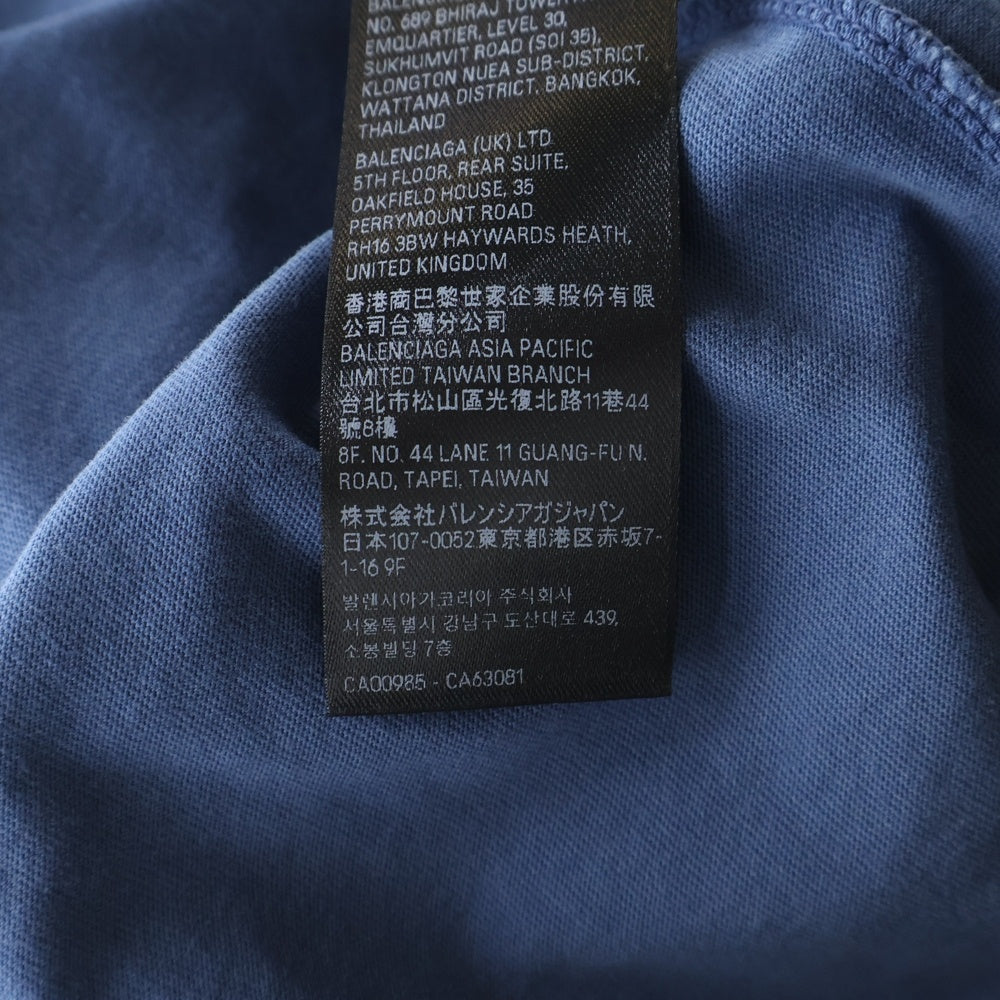 NO. 689 BHIRAJ TOWER
EMQUARTIER, LEVEL 30,
SUKHUMVIT ROAD (SOI 35),
KLONGTON NUEA SUB-DISTRICT,
WATTANA DISTRICT, BANGKOK,
THAILAND
BALENCIAGA (UK) LTD
5TH FLOOR, REAR SUITE,
OAKFIELD HOUSE, 35
PERRYMOUNT ROAD
RH16 3BW HAYWARDS HEATH,
UNITED KINGDOM
香港商巴黎世家企業股份有限
公司台灣分公司
BALENCIAGA ASIA PACIFIC
LIMITED TAIWAN BRANCH
台北市松山區光復北路11巷44
號8樓
8F. NO. 44 LANE 11 GUANG-FU N.
ROAD, TAPEI, TAIWAN
株式会社バレンシアガジャパン
日本107-0052東京都港区赤坂7-
1-16 9F
발렌시아가코리아 주식회사
서울특별시 강남구 도산대로 439,
소봉빌딩 7층
CA00985 - CA63081